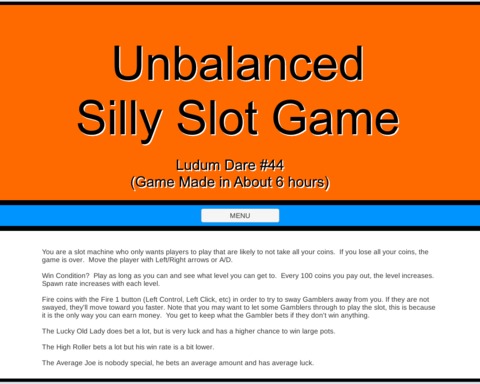 Unbalanced
Silly Slot Game
Ludum Dare #44
(Game Made in About 6 hours)
MENU
You are a slot machine who only wants players to play that are likely to not take all your coins.  If you lose all your coins, the
game is over.  Move the player with Left/Right arrows or A/D.
Win Condition?  Play as long as you can and see what level you can get to.  Every 100 coins you pay out, the level increases.
Spawn rate increases with each level.
Fire coins with the Fire 1 button (Left Control, Left Click, etc) in order to try to sway Gamblers away from you. If they are not
swayed, they'll move toward you faster.  Note that you may want to let some Gamblers through to play the slot, this is because
it is the only way you can earn money.   You get to keep what the Gambler bets if they don't win anything.
The Lucky Old Lady does bet a lot, but is very luck and has a higher chance to win large pots.
The High Roller bets a lot but his win rate is a bit lower.
The Average Joe is nobody special, he bets an average amount and has average luck.